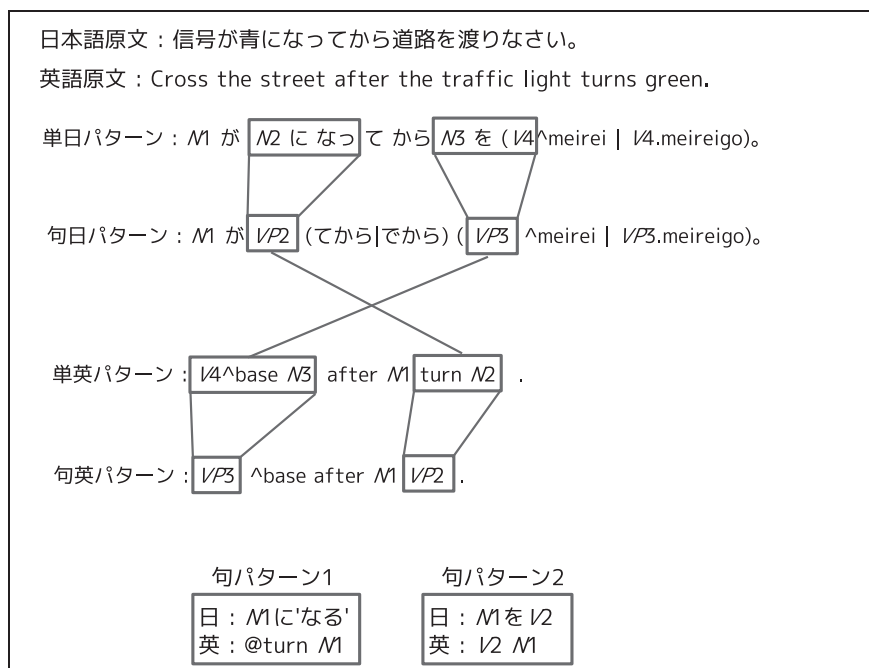 日本語原文 : 信号が青になってから道路を渡りなさい。
英語原文 : Cross the street after the traffic light turns green.
単日パターン : N1 が N2 に なっ て から N3 を (V4^meirei | V4.meireigo)。
句日パターン : N1 が VP2 (てから|でから) ( VP3 ^meirei | VP3.meireigo)。
単英パターン : V4^base N3 after N1 turn N2 .
句英パターン : VP3 ^base after N1 VP2 .
句パターン1 句パターン2
日 : N1に'なる' 日 : N1を V2
英 : @turn N1 英 : V2 N1